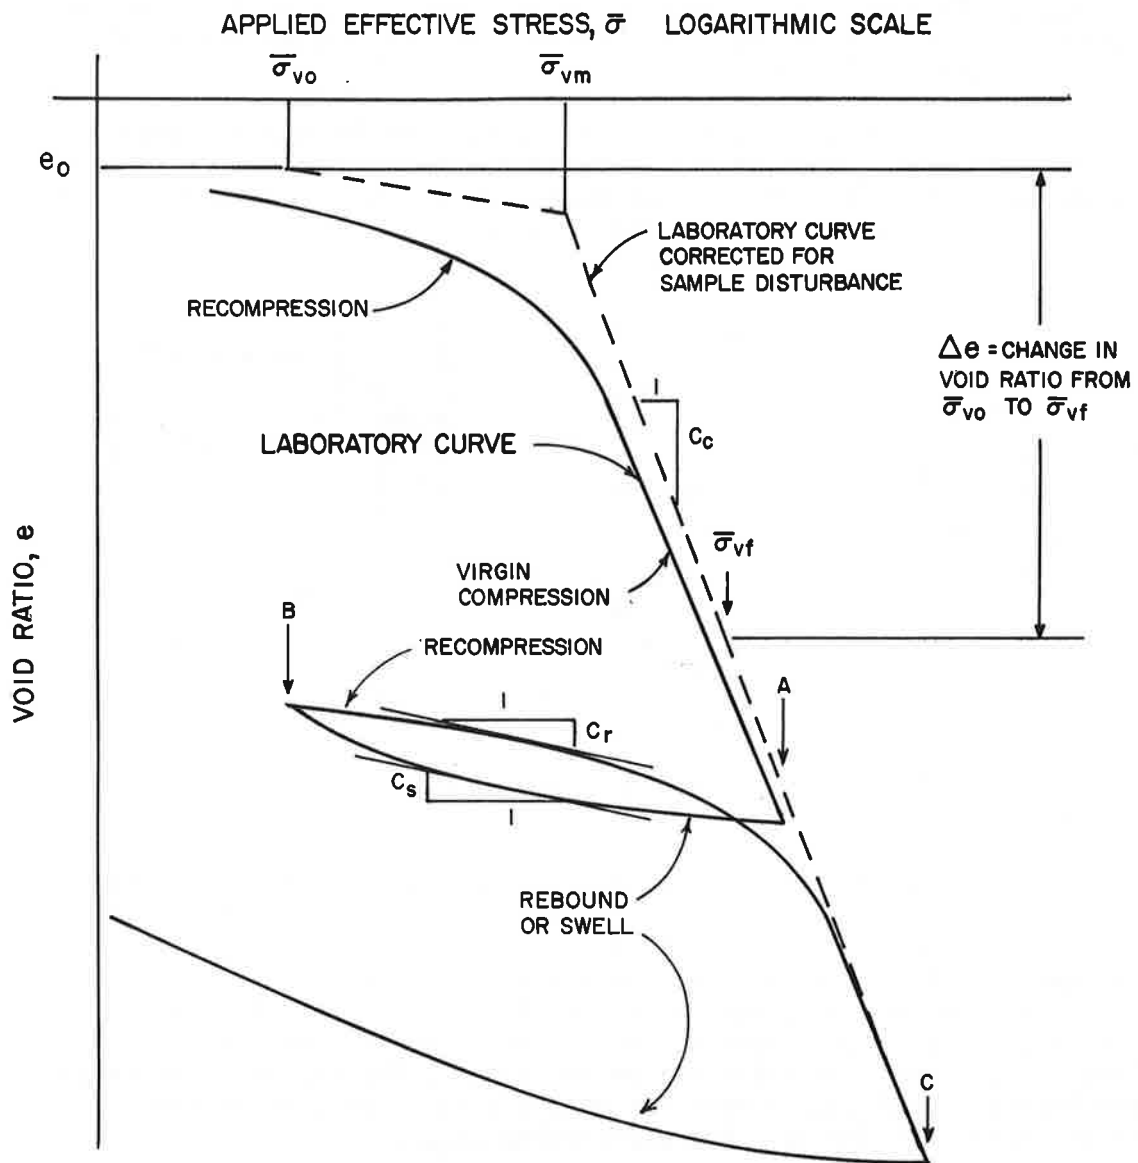 APPLIED EFFECTIVE STRESS, σ̅ LOGARITHMIC SCALE
σ̅vo
σ̅vm
eo
LABORATORY CURVE
CORRECTED FOR
SAMPLE DISTURBANCE
RECOMPRESSION
Δe = CHANGE IN
VOID RATIO FROM
σ̅vo TO σ̅vf
1
Cc
LABORATORY CURVE
σ̅vf
VOID RATIO, e
VIRGIN
COMPRESSION
B
RECOMPRESSION
A
1
Cr
Cs
1
REBOUND
OR SWELL
C